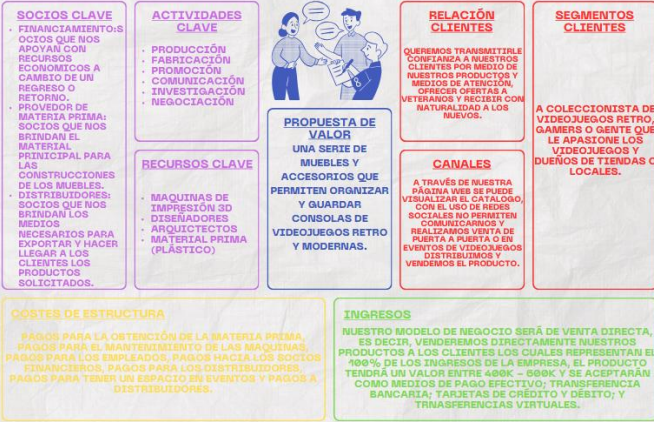 SOCIOS CLAVE
· FINANCIAMIENTO:S
OCIOS QUE NOS
APOYAN CON
RECURSOS
ECONOMICOS A
CAMBIO DE UN
REGRESO O
RETORNO.
· PROVEDOR DE
MATERIA PRIMA:
SOCIOS QUE NOS
BRINDAN EL
MATERIAL
PRINICIPAL PARA
LAS
CONSTRUCCIONES
DE LOS MUEBLES.
· DISTRIBUIDORES:
SOCIOS QUE NOS
BRINDAN LOS
MEDIOS
NECESARIOS PARA
EXPORTAR Y HACER
LLEGAR A LOS
CLIENTES LOS
PRODUCTOS
SOLICITADOS.
ACTIVIDADES
CLAVE
· PRODUCCIÓN
· FABRICACIÓN
· PROMOCIÓN
· COMUNICACIÓN
· INVESTIGACIÓN
· NEGOCIACIÓN
RECURSOS CLAVE
· MAQUINAS DE
IMPRESIÓN 3D
· DISEÑADORES
· ARQUICTECTOS
· MATERIAL PRIMA
(PLÁSTICO)
PROPUESTA DE
VALOR
UNA SERIE DE
MUEBLES Y
ACCESORIOS QUE
PERMITEN ORGNIZAR
Y GUARDAR
CONSOLAS DE
VIDEOJUEGOS RETRO
Y MODERNAS.
RELACIÓN
CLIENTES
QUEREMOS TRANSMITIRLE
CONFIANZA A NUESTROS
CLIENTES POR MEDIO DE
NUESTROS PRODUCTOS Y
MEDIOS DE ATENCIÓN,
OFRECER OFERTAS A
VETERANOS Y RECIBIR CON
NATURALIDAD A LOS
NUEVOS.
CANALES
A TRAVÉS DE NUESTRA
PÁGINA WEB SE PUEDE
VISUALIZAR EL CATALOGO,
CON EL USO DE REDES
SOCIALES NO PERMITEN
COMUNICARNOS Y
REALIZAMOS VENTA DE
PUERTA A PUERTA O EN
EVENTOS DE VIDEOJUEGOS
DISTRIBUIMOS Y
VENDEMOS EL PRODUCTO.
SEGMENTOS
CLIENTES
A COLECCIONISTA DE
VIDEOJUEGOS RETRO,
GAMERS O GENTE QUE
LE APASIONE LOS
VIDEOJUEGOS Y
DUEÑOS DE TIENDAS O
LOCALES.
COSTES DE ESTRUCTURA
PAGOS PARA LA OBTENCIÓN DE LA MATERIA PRIMA,
PAGOS PARA EL MANTENIMIENTO DE LAS MAQUINAS,
PAGOS PARA LOS EMPLEADOS, PAGOS HACIA LOS SOCIOS
FINANCIEROS, PAGOS PARA LOS DISTRIBUIDORES,
PAGOS PARA TENER UN ESPACIO EN EVENTOS Y PAGOS A
DISTRIBUIDORES.
INGRESOS
NUESTRO MODELO DE NEGOCIO SERÁ DE VENTA DIRECTA,
ES DECIR, VENDEREMOS DIRECTAMENTE NUESTROS
PRODUCTOS A LOS CLIENTES LOS CUALES REPRESENTAN EL
100% DE LOS INGRESOS DE LA EMPRESA, EL PRODUCTO
TENDRÁ UN VALOR ENTRE 400K - 600K Y SE ACEPTARÁN
COMO MEDIOS DE PAGO EFECTIVO; TRANSFERENCIA
BANCARIA; TARJETAS DE CRÉDITO Y DÉBITO; Y
TRNASFERENCIAS VIRTUALES.